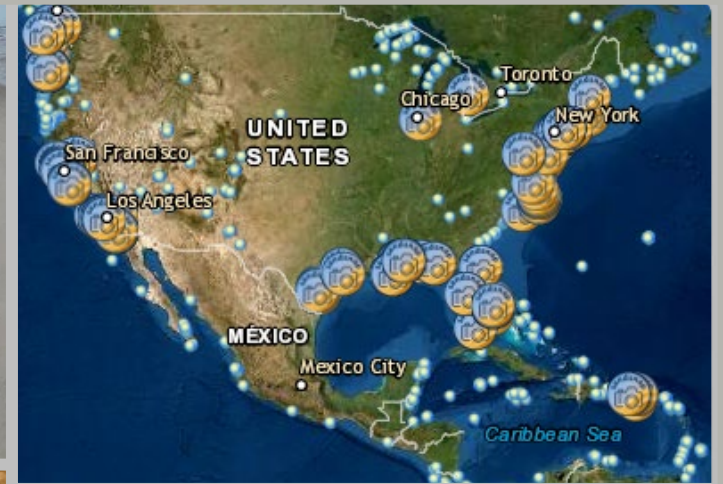 Toronto
Chicago
New York
UNITED
STATES
San Francisco
Los Angeles
MÉXICO
Mexico City
Caribbean Sea